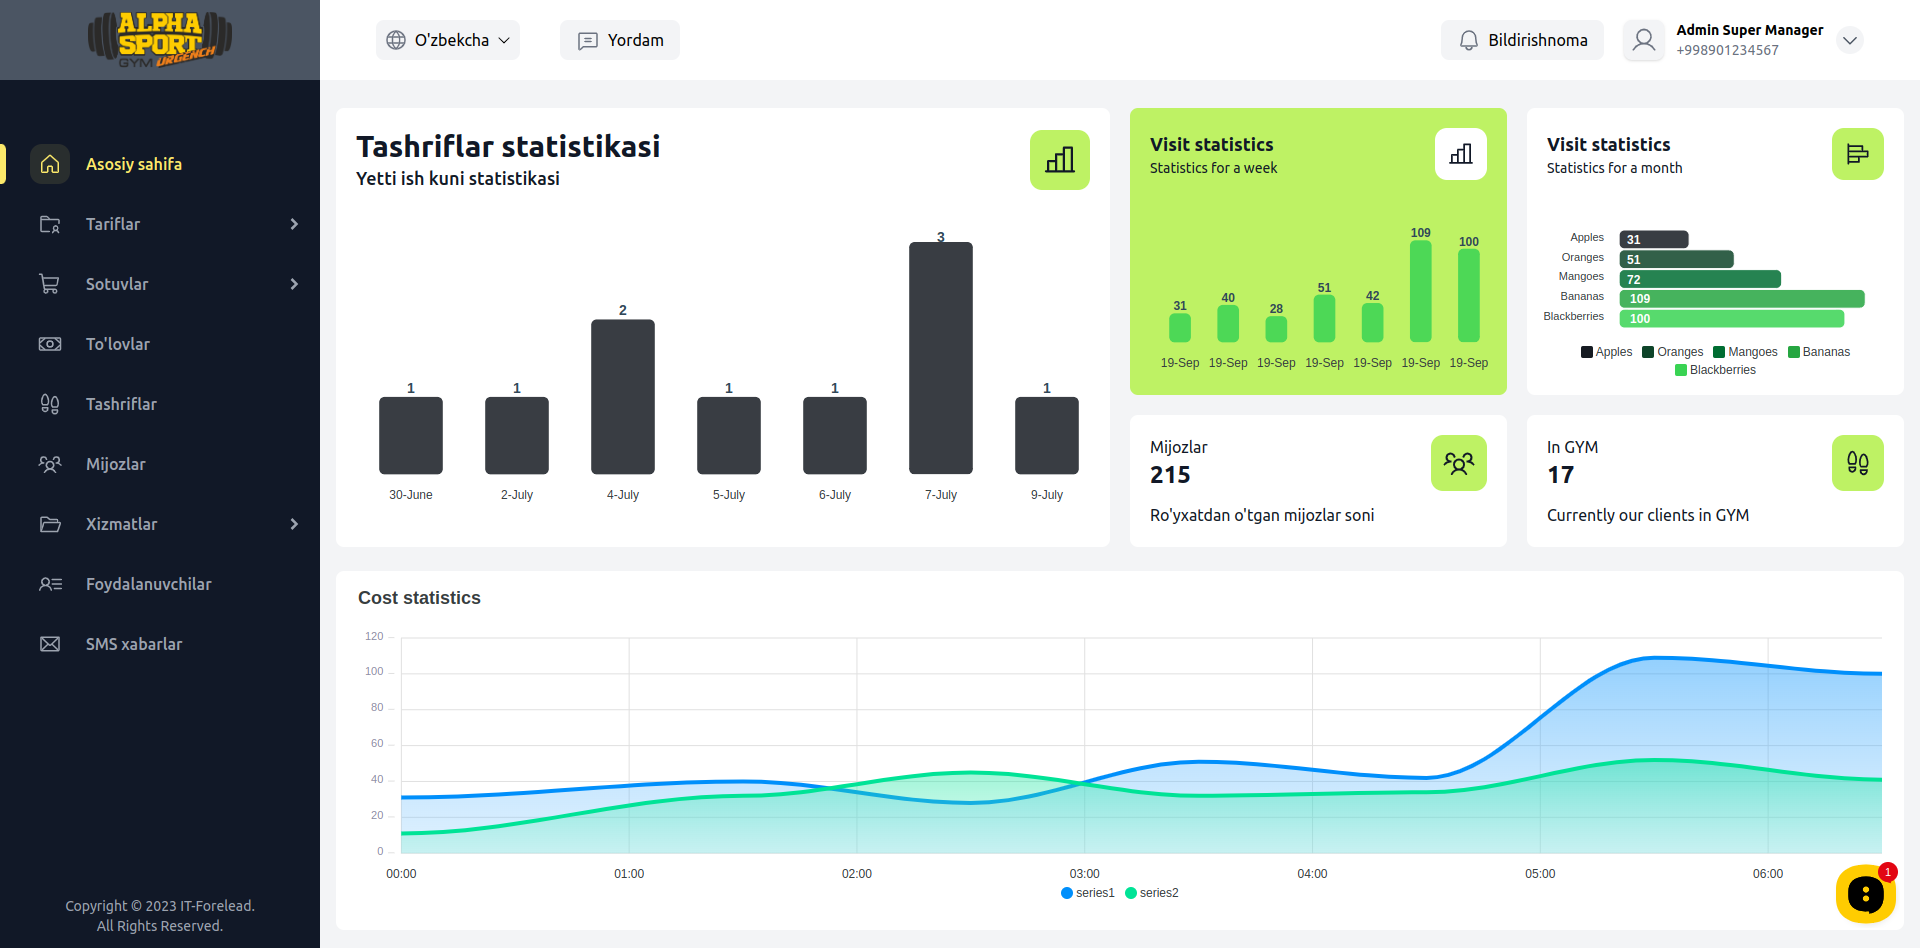 ALPHA
SPORT
GYM URGENCH
O'zbekcha
Yordam
Bildirishnoma
Admin Super Manager
+998901234567
Asosiy sahifa
Tariflar
Sotuvlar
To'lovlar
Tashriflar
Mijozlar
Xizmatlar
Foydalanuvchilar
SMS xabarlar
Copyright © 2023 IT-Forelead.
All Rights Reserved.
Tashriflar statistikasi
Yetti ish kuni statistikasi
1 1 2 1 1 3 1
30-June 2-July 4-July 5-July 6-July 7-July 9-July
Visit statistics
Statistics for a week
31 40 28 51 42 109 100
19-Sep 19-Sep 19-Sep 19-Sep 19-Sep 19-Sep 19-Sep
Visit statistics
Statistics for a month
Apples 31
Oranges 51
Mangoes 72
Bananas 109
Blackberries 100
Apples Oranges Mangoes Bananas
Blackberries
Mijozlar
215
Ro'yxatdan o'tgan mijozlar soni
In GYM
17
Currently our clients in GYM
Cost statistics
120
100
80
60
40
20
0
00:00 01:00 02:00 03:00 04:00 05:00 06:00
series1 series2
1